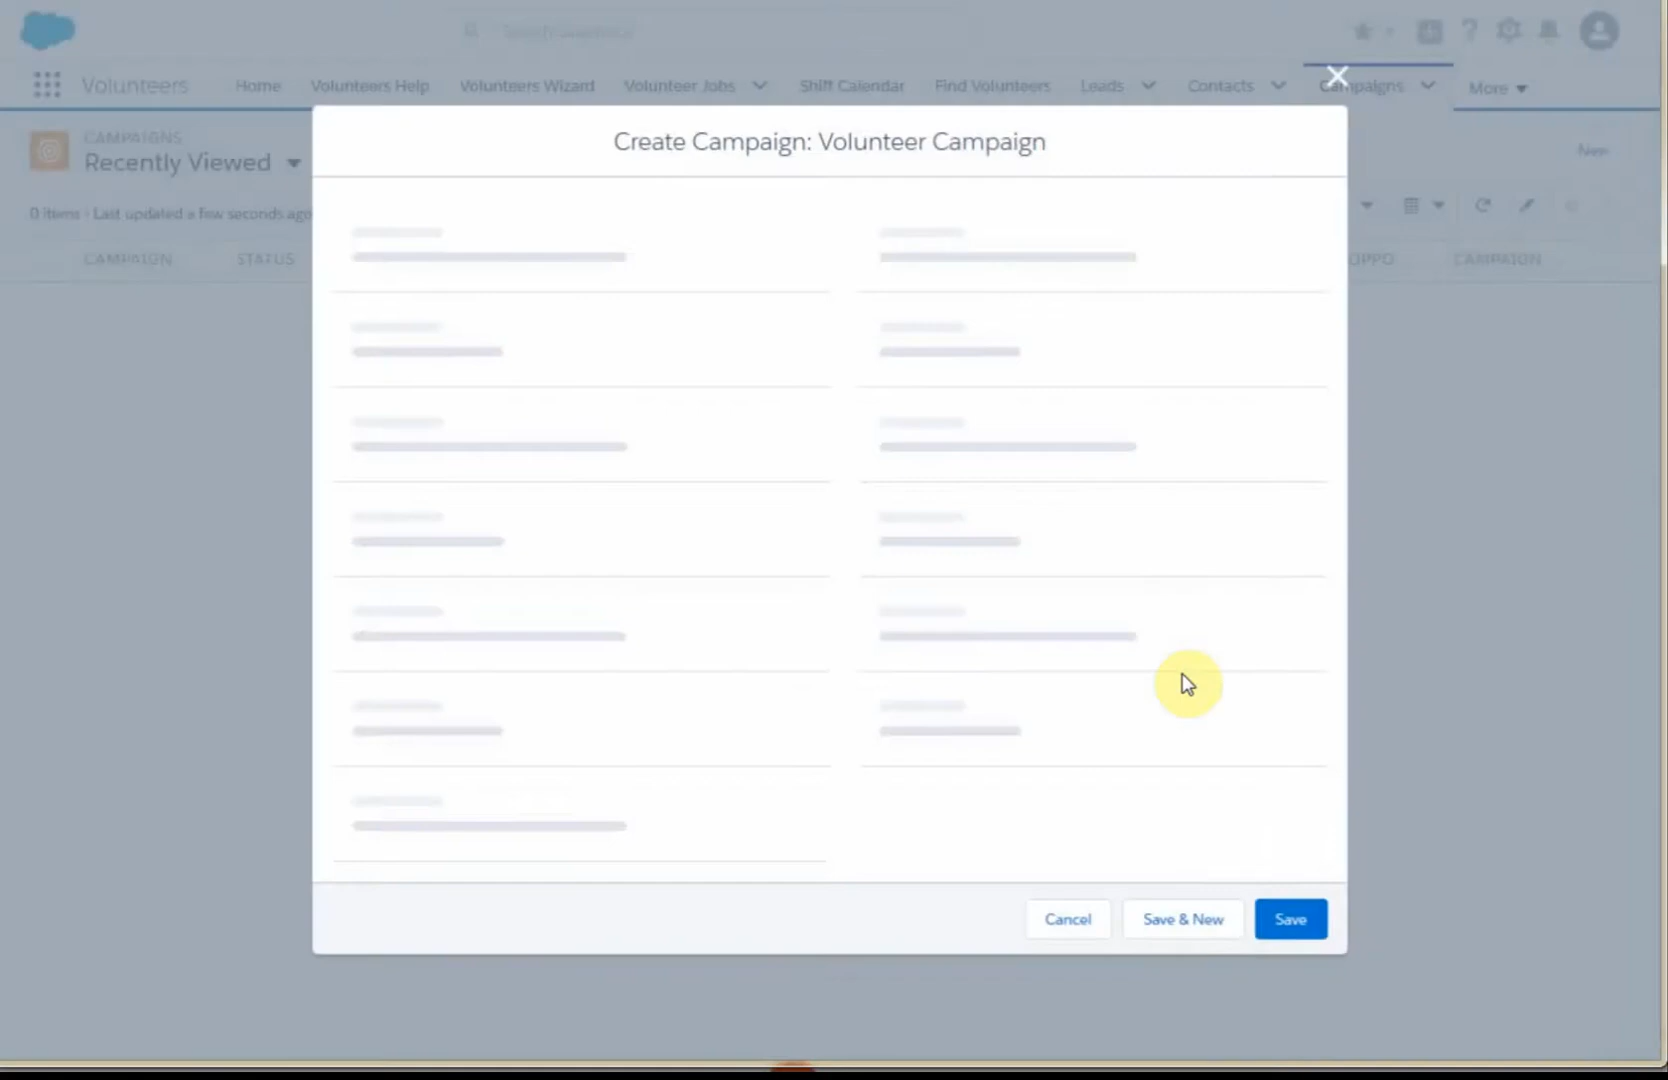 Search Salesforce
Volunteers
Home
Volunteers Help
Volunteers Wizard
Volunteer Jobs
Shift Calendar
Find Volunteers
Leads
Contacts
Campaigns
More
CAMPAIGNS
Recently Viewed
New
0 items • Last updated a few seconds ago
CAMPAIGN
STATUS
OPPO
CAMPAIGN
Create Campaign: Volunteer Campaign
Cancel
Save & New
Save